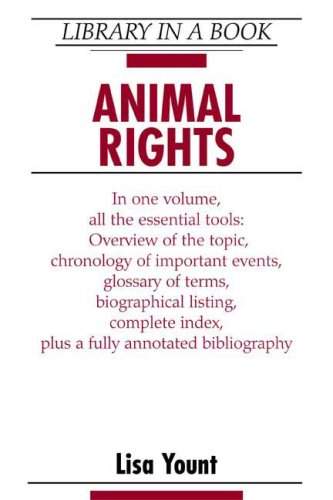 LIBRARY IN A BOOK
ANIMAL
RIGHTS
In one volume,
all the essential tools:
Overview of the topic,
chronology of important events,
glossary of terms,
biographical listing,
complete index,
plus a fully annotated bibliography
Lisa Yount